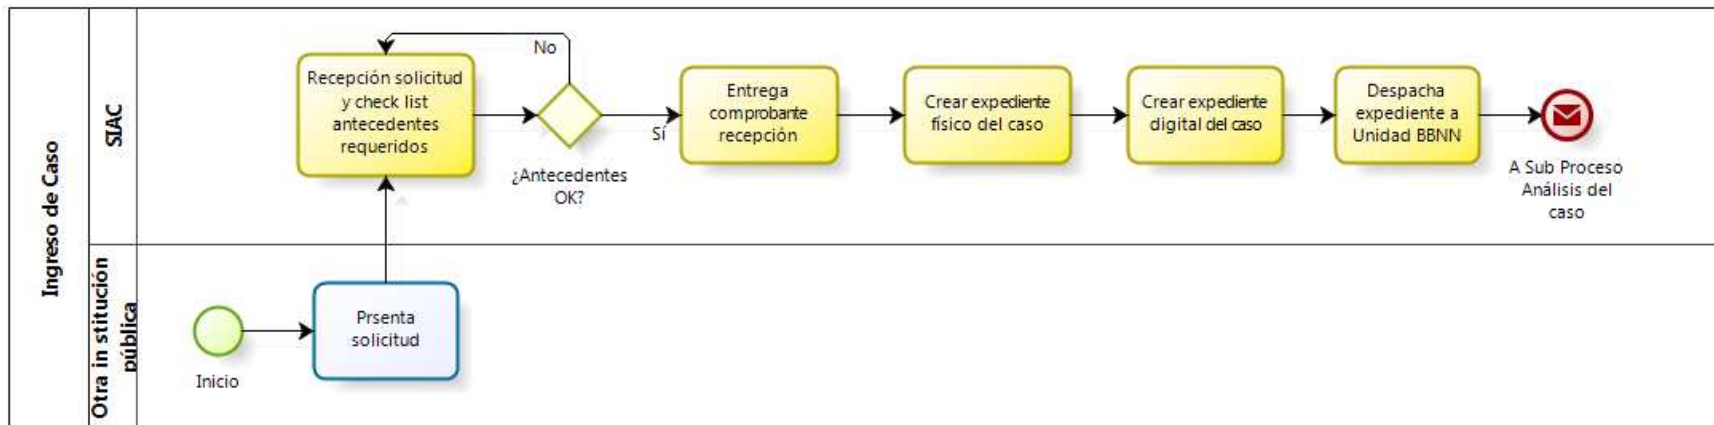 Ingreso de Caso
SIAC
No
Recepción solicitud
y check list
antecedentes
requeridos
¿Antecedentes
OK?
Sí
Entrega
comprobante
recepción
Crear expediente
físico del caso
Crear expediente
digital del caso
Despacha
expediente a
Unidad BBNN
A Sub Proceso
Análisis del
caso
Otra in stitución
pública
Inicio
Prsenta
solicitud